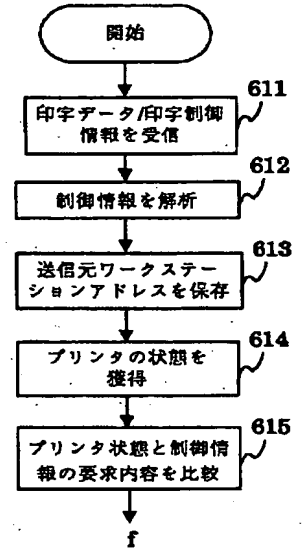 開始
611
印字データ/印字制御
情報を受信
612
制御情報を解析
613
送信元ワークステー
ションアドレスを保存
614
プリンタの状態を
獲得
615
プリンタ状態と制御情
報の要求内容を比較
f